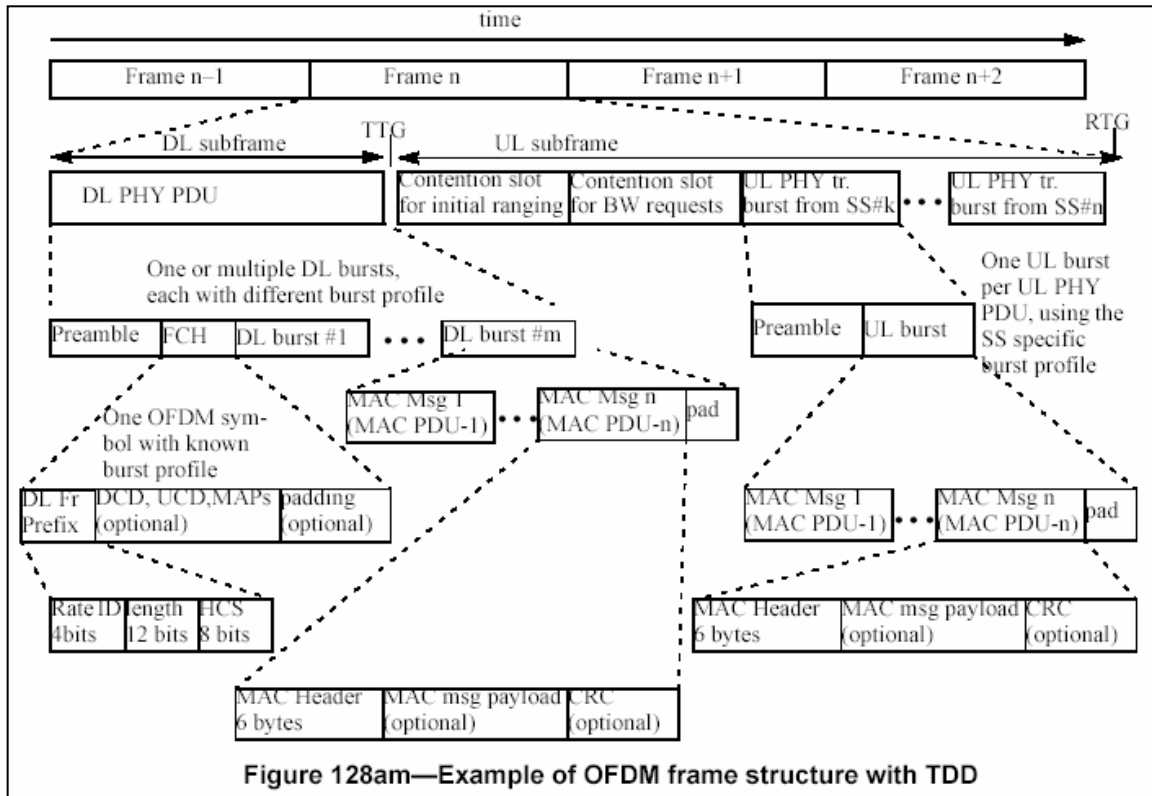 time
Frame n–1
Frame n
Frame n+1
Frame n+2
TTG
RTG
DL subframe
UL subframe
DL PHY PDU
Contention slot
for initial ranging
Contention slot
for BW requests
UL PHY tr.
burst from SS#k
•••
UL PHY tr.
burst from SS#n
One or multiple DL bursts,
each with different burst profile
One UL burst
per UL PHY
PDU, using the
SS specific
burst profile
Preamble
FCH
DL burst #1
•••
DL burst #m
Preamble
UL burst
MAC Msg 1
(MAC PDU-1)
•••
MAC Msg n
(MAC PDU-n)
pad
One OFDM sym-
bol with known
burst profile
DL Fr
Prefix
DCD, UCD,MAPs
(optional)
padding
(optional)
MAC Msg 1
(MAC PDU-1)
•••
MAC Msg n
(MAC PDU-n)
pad
Rate ID
4bits
length
12 bits
HCS
8 bits
MAC Header
6 bytes
MAC msg payload
(optional)
CRC
(optional)
MAC Header
6 bytes
MAC msg payload
(optional)
CRC
(optional)
Figure 128am—Example of OFDM frame structure with TDD